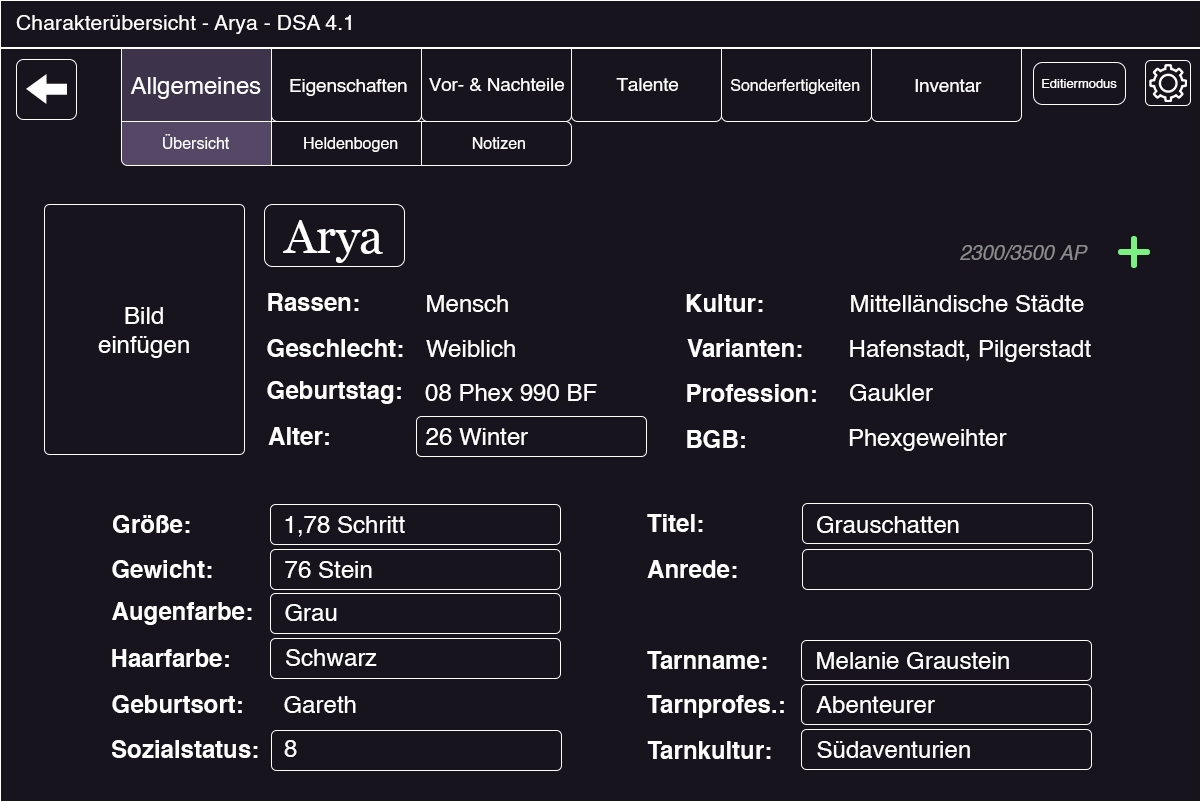 Charakterübersicht - Arya - DSA 4.1
Allgemeines
Eigenschaften
Vor- & Nachteile
Talente
Sonderfertigkeiten
Inventar
Editiermodus
Übersicht
Heldenbogen
Notizen
Bild
einfügen
Arya
2300/3500 AP
Rassen: Mensch
Geschlecht: Weiblich
Geburtstag: 08 Phex 990 BF
Alter: 26 Winter
Kultur: Mittelländische Städte
Varianten: Hafenstadt, Pilgerstadt
Profession: Gaukler
BGB: Phexgeweihter
Größe: 1,78 Schritt
Gewicht: 76 Stein
Augenfarbe: Grau
Haarfarbe: Schwarz
Geburtsort: Gareth
Sozialstatus: 8
Titel: Grauschatten
Anrede:
Tarnname: Melanie Graustein
Tarnprofes.: Abenteurer
Tarnkultur: Südaventurien